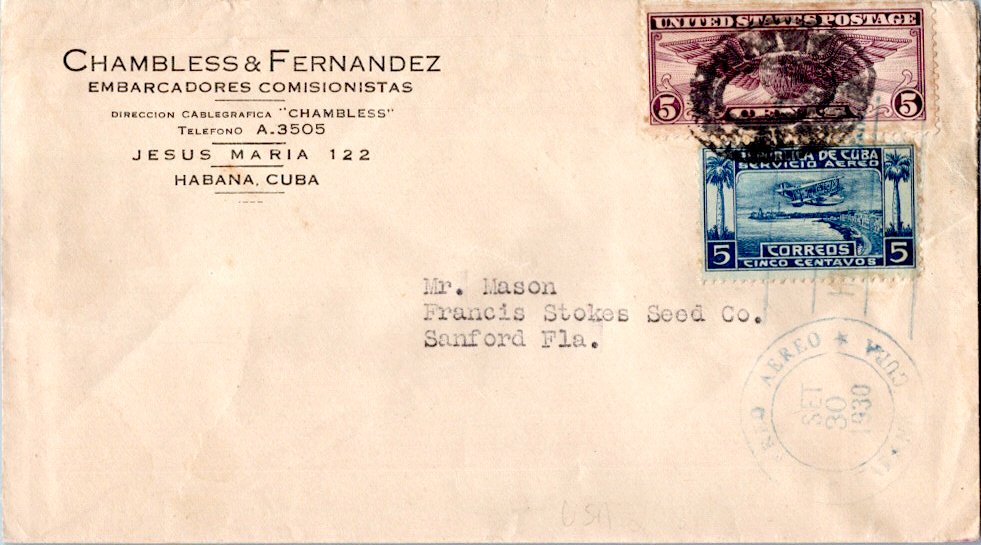 CHAMBLESS & FERNANDEZ
EMBARCADORES COMISIONISTAS
DIRECCION CABLEGRAFICA "CHAMBLESS"
TELEFONO A.3505
JESUS MARIA 122
HABANA, CUBA
UNITED STATES POSTAGE
5 5
DE CUBA
SERVICIO AEREO
5 CORREOS 5
CINCO CENTAVOS
Mr. Mason
Francis Stokes Seed Co.
Sanford Fla.
AEREO ★ CUBA
SET
30
1930
USA